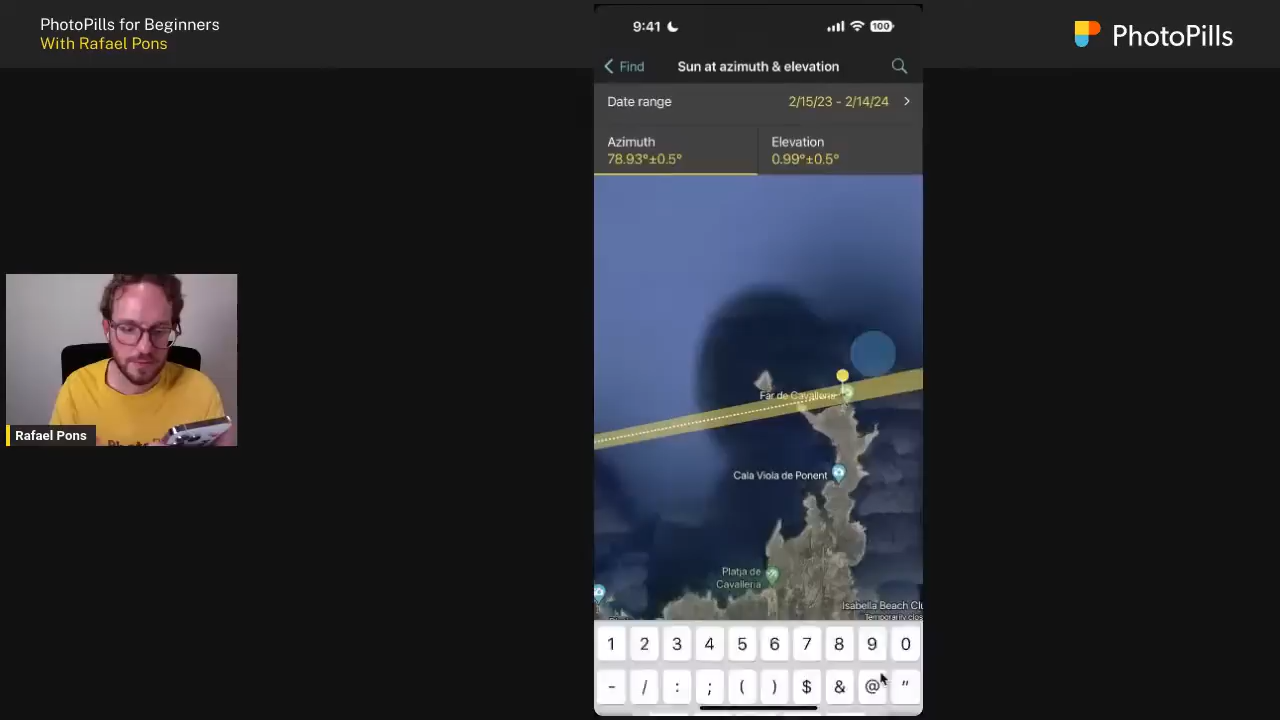 PhotoPills for Beginners
With Rafael Pons
PhotoPills
9:41
100
Find
Sun at azimuth & elevation
Date range
2/15/23 - 2/14/24
Azimuth
78.93°±0.5°
Elevation
0.99°±0.5°
Far de Cavalleria
Cala Viola de Ponent
Platja de
Cavalleria
Isabella Beach Clu
Temporarily clos
Rafael Pons
1 2 3 4 5 6 7 8 9 0
- / : ; ( ) $ & @ "